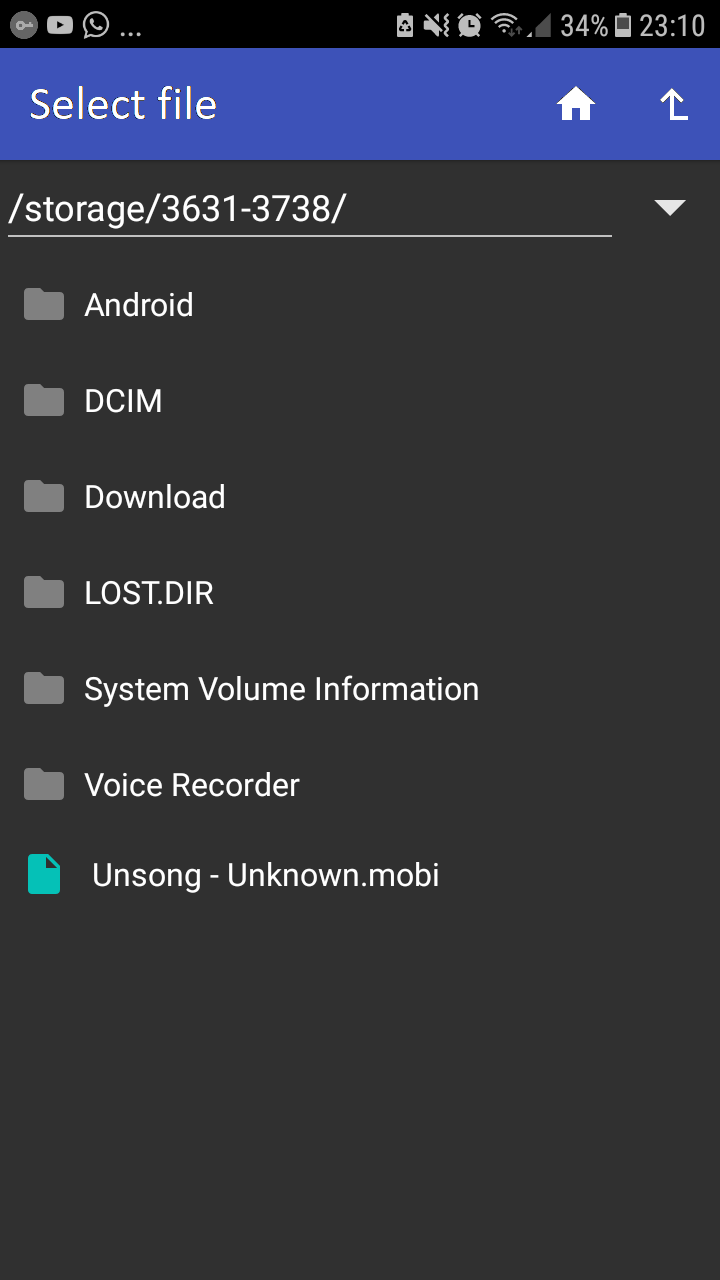 ... 34% 23:10
Select file
/storage/3631-3738/
Android
DCIM
Download
LOST.DIR
System Volume Information
Voice Recorder
Unsong - Unknown.mobi